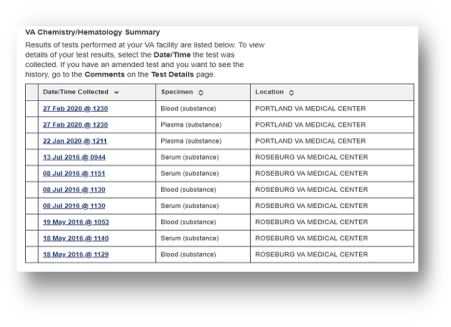 VA Chemistry/Hematology Summary
Results of tests performed at your VA facility are listed below. To view
details of your test results, select the Date/Time the test was
collected. If you have an amended test and you want to see the
history, go to the Comments on the Test Details page.
Date/Time Collected Specimen Location
27 Feb 2020 @ 1230 Blood (substance) PORTLAND VA MEDICAL CENTER
27 Feb 2020 @ 1230 Plasma (substance) PORTLAND VA MEDICAL CENTER
22 Jan 2020 @ 1211 Plasma (substance) PORTLAND VA MEDICAL CENTER
13 Jul 2016 @ 0944 Serum (substance) ROSEBURG VA MEDICAL CENTER
08 Jul 2016 @ 1151 Serum (substance) ROSEBURG VA MEDICAL CENTER
08 Jul 2016 @ 1130 Blood (substance) ROSEBURG VA MEDICAL CENTER
08 Jul 2016 @ 1130 Serum (substance) ROSEBURG VA MEDICAL CENTER
19 May 2016 @ 1053 Blood (substance) ROSEBURG VA MEDICAL CENTER
18 May 2016 @ 1140 Serum (substance) ROSEBURG VA MEDICAL CENTER
18 May 2016 @ 1129 Blood (substance) ROSEBURG VA MEDICAL CENTER